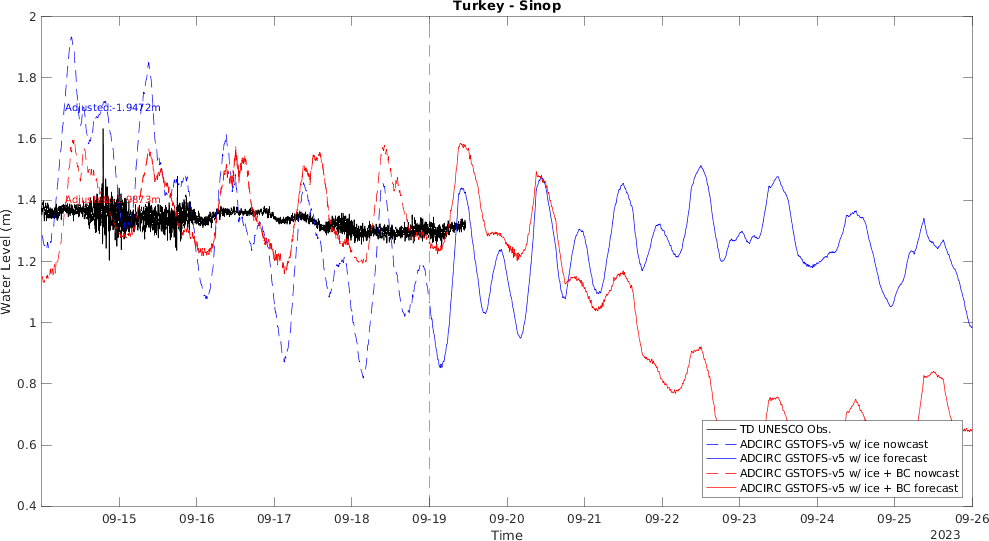 Turkey - Sinop
2
1.8
1.6
1.4
1.2
1
0.8
0.6
0.4
Water Level (m)
Adjusted:-1.9472m
TD UNESCO Obs.
ADCIRC GSTOFS-v5 w/ ice nowcast
ADCIRC GSTOFS-v5 w/ ice forecast
ADCIRC GSTOFS-v5 w/ ice + BC nowcast
ADCIRC GSTOFS-v5 w/ ice + BC forecast
09-15 09-16 09-17 09-18 09-19 09-20 09-21 09-22 09-23 09-24 09-25 09-26
Time
2023